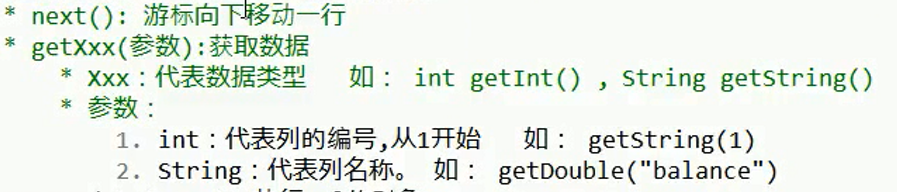 * next(): 游标向下移动一行
* getXxx(参数):获取数据
* Xxx：代表数据类型 如： int getInt() , String getString()
* 参数：
1. int：代表列的编号,从1开始 如： getString(1)
2. String：代表列名称。 如： getDouble("balance")